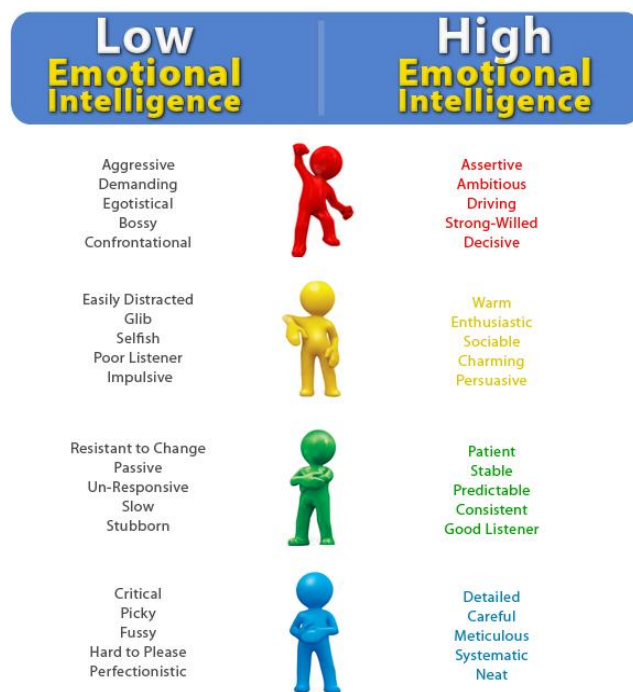 Low
Emotional
Intelligence
High
Emotional
Intelligence
Aggressive
Demanding
Egotistical
Bossy
Confrontational
Assertive
Ambitious
Driving
Strong-Willed
Decisive
Easily Distracted
Glib
Selfish
Poor Listener
Impulsive
Warm
Enthusiastic
Sociable
Charming
Persuasive
Resistant to Change
Passive
Un-Responsive
Slow
Stubborn
Patient
Stable
Predictable
Consistent
Good Listener
Critical
Picky
Fussy
Hard to Please
Perfectionistic
Detailed
Careful
Meticulous
Systematic
Neat